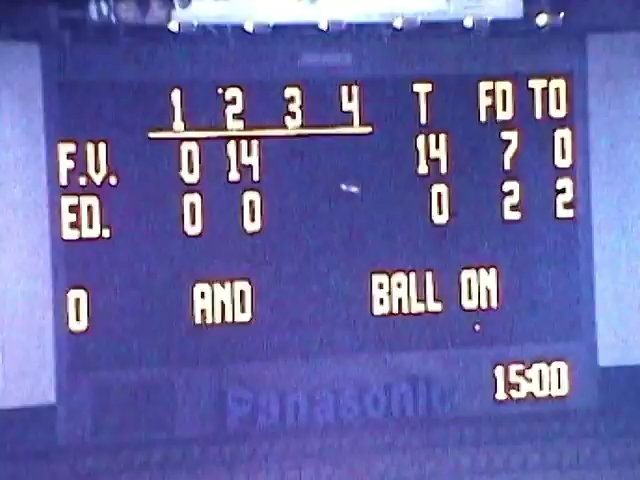 1 2 3 4 T FD TO
F.V. 0 14 14 7 0
ED. 0 0 0 2 2
0 AND BALL ON
15:00
Panasonic